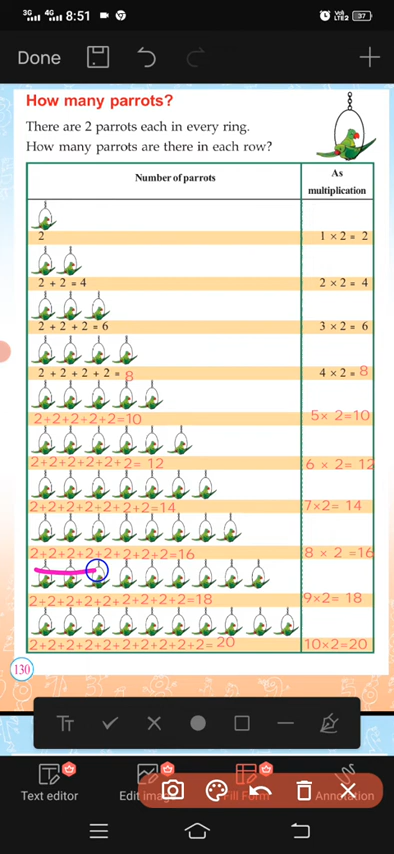 3G 4G 8:51 Vo) LTE2 37
Done
How many parrots?
There are 2 parrots each in every ring.
How many parrots are there in each row?
Number of parrots As multiplication
2 1 × 2 = 2
2 + 2 = 4 2 × 2 = 4
2 + 2 + 2 = 6 3 × 2 = 6
2 + 2 + 2 + 2 = 8 4 × 2 = 8
2+2+2+2+2=10 5× 2=10
2+2+2+2+2+2= 12 6 × 2= 12
2+2+2+2+2+2+2=14 7×2= 14
2+2+2+2+2+2+2+2=16 8 × 2 =16
2+2+2+2+2+2+2+2+2=18 9×2= 18
2+2+2+2+2+2+2+2+2+2=20 10×2=20
130
TT
Text editor Edit image Fill Form Annotation